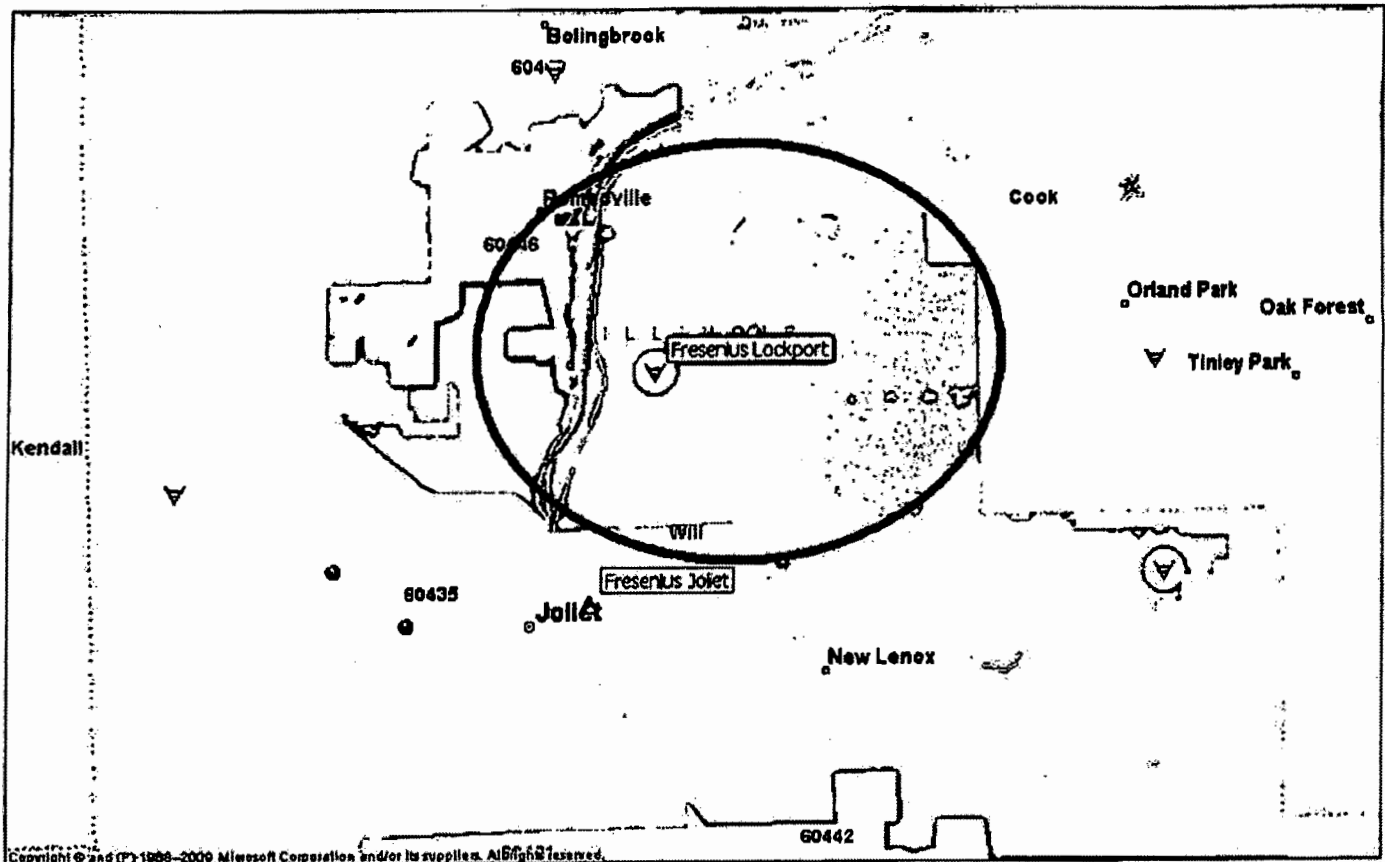 Bolingbrook
604
Cook
60446
Orland Park
Oak Forest
Fresenius Lockport
Tinley Park
Kendall
Will
Fresenius Joliet
60435
Joliet
New Lenox
60442
Copyright © and (P) 1988–2009 Microsoft Corporation and/or its suppliers. All rights reserved.